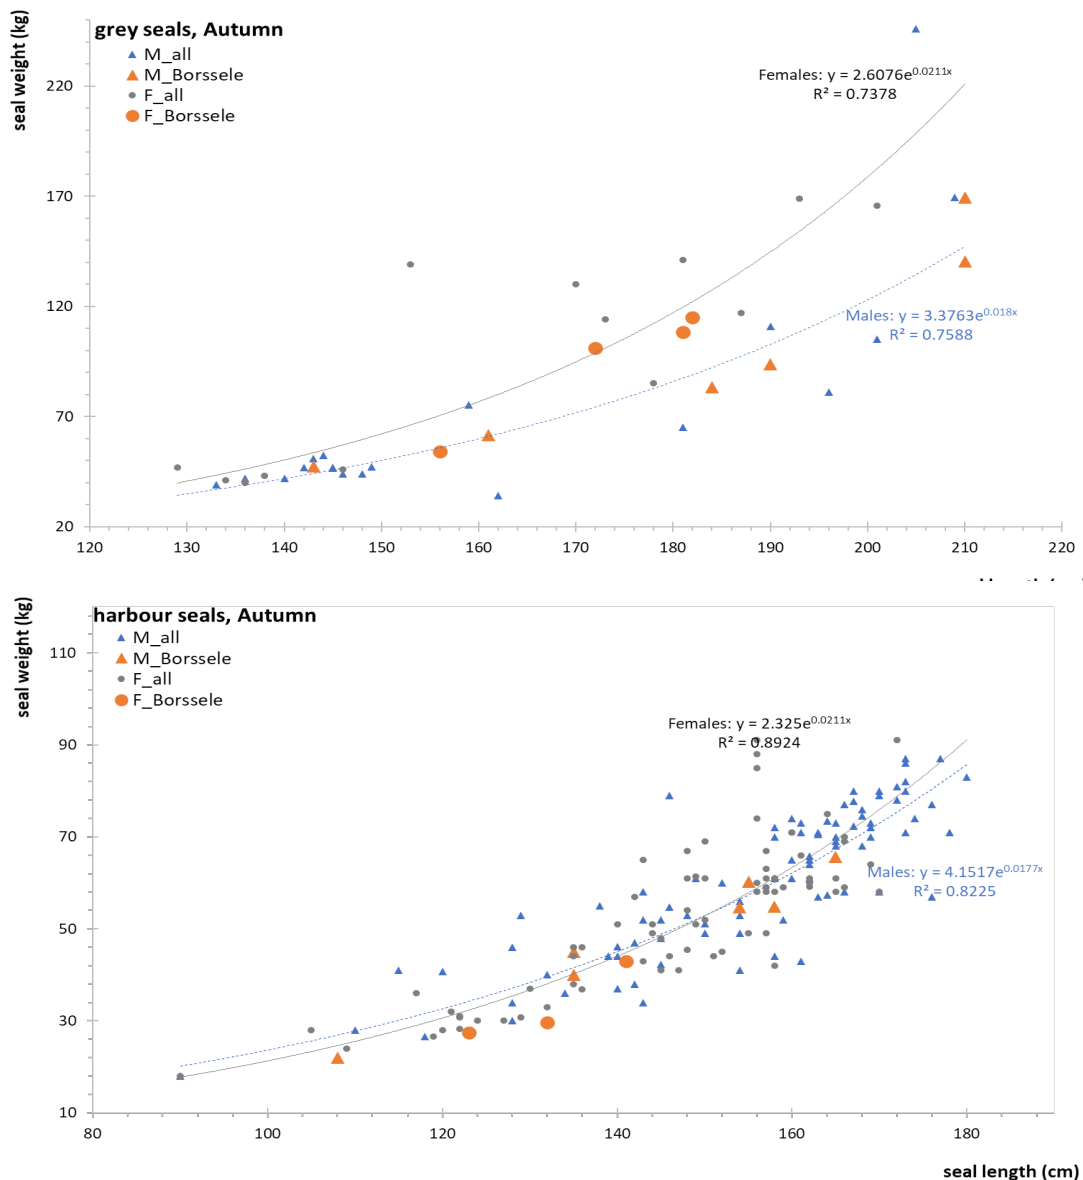 grey seals, Autumn
seal weight (kg)
M_all
M_Borssele
F_all
F_Borssele
Females: y = 2.6076e^0.0211x
R² = 0.7378
Males: y = 3.3763e^0.018x
R² = 0.7588
220
170
120
70
20
120 130 140 150 160 170 180 190 200 210 220
harbour seals, Autumn
seal weight (kg)
M_all
M_Borssele
F_all
F_Borssele
Females: y = 2.325e^0.0211x
R² = 0.8924
Males: y = 4.1517e^0.0177x
R² = 0.8225
110
90
70
50
30
10
80 100 120 140 160 180
seal length (cm)